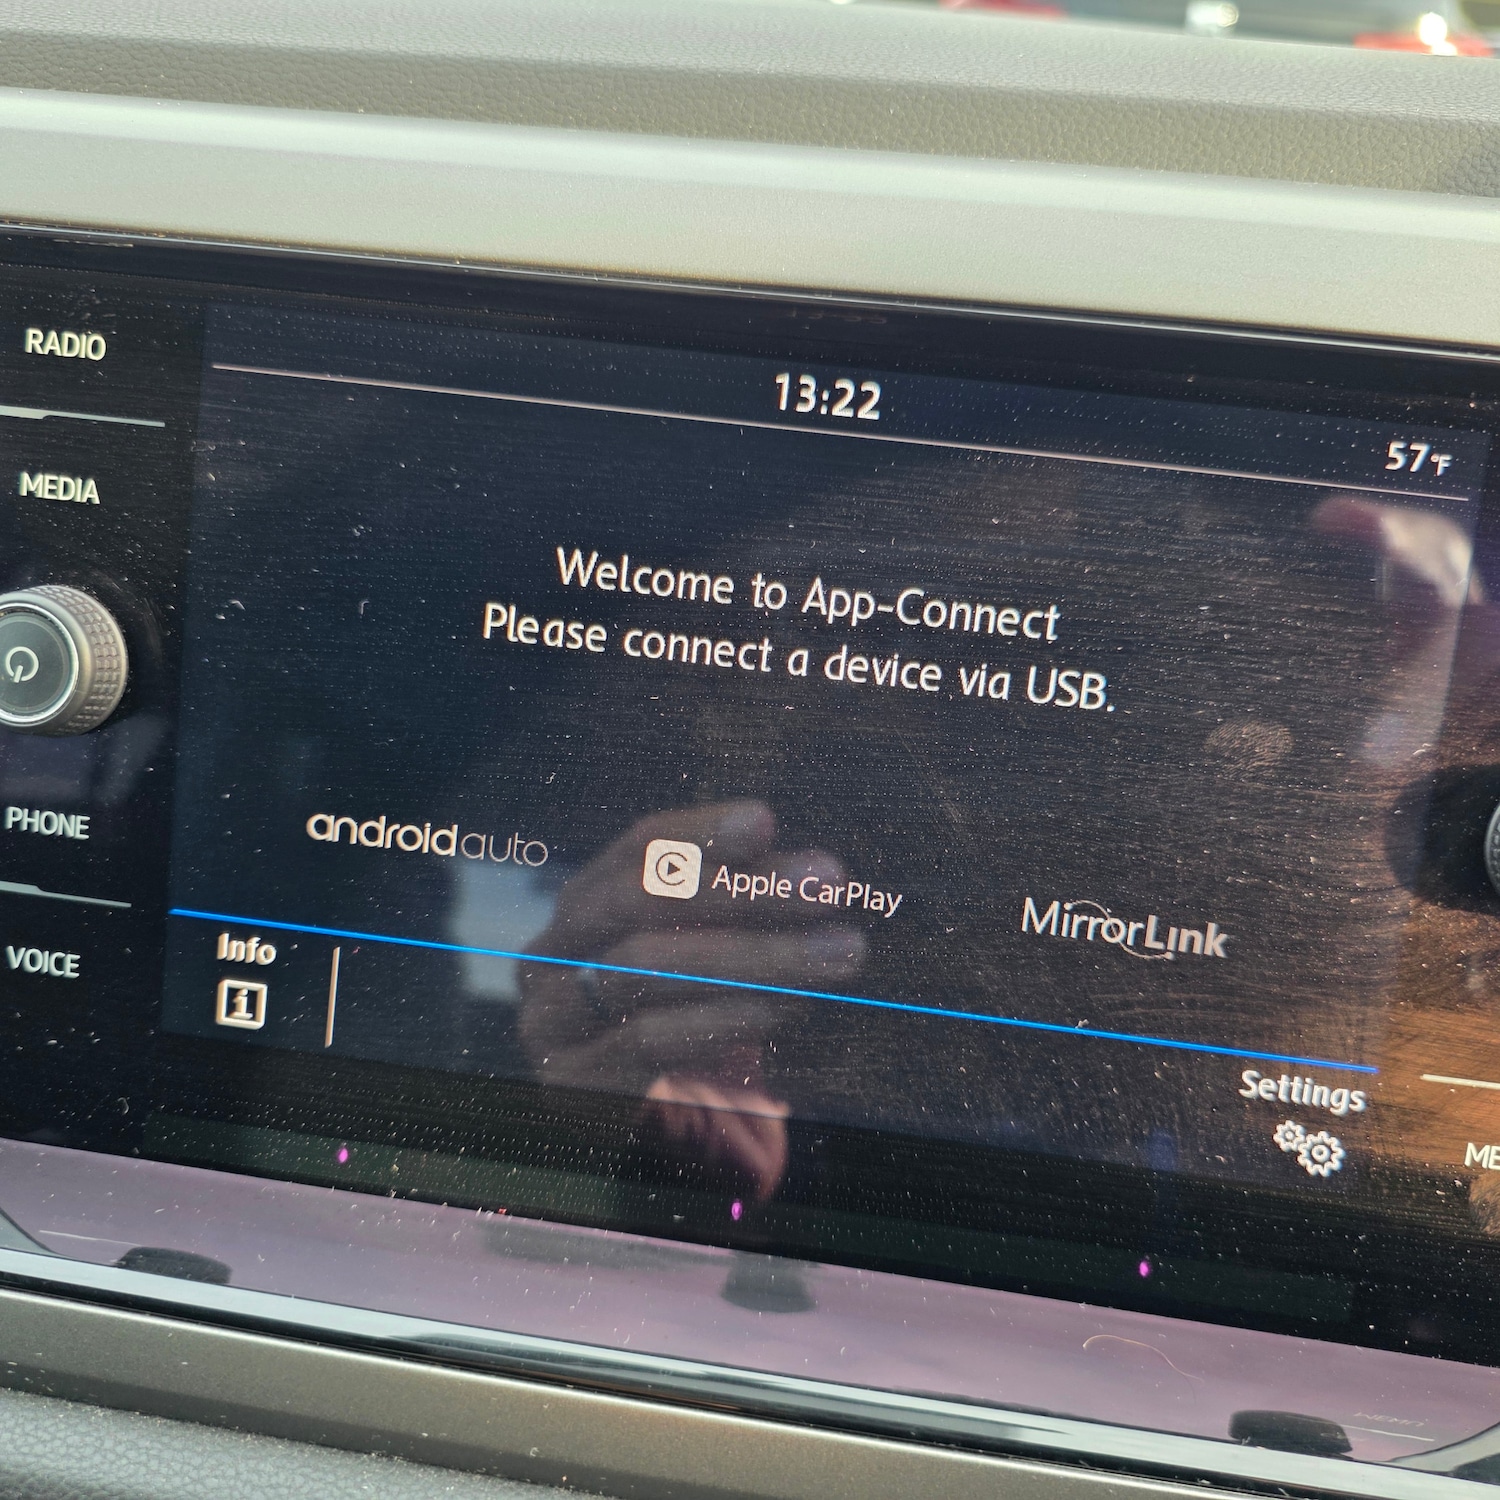 RADIO
13:22
57°F
MEDIA
Welcome to App-Connect
Please connect a device via USB.
PHONE
androidauto
Apple CarPlay
MirrorLink
VOICE
Info
i
Settings